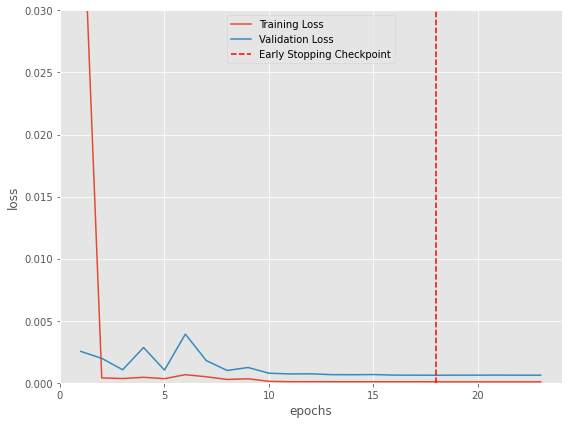 Training Loss
Validation Loss
Early Stopping Checkpoint
0.030
0.025
0.020
0.015
0.010
0.005
0.000
loss
0 5 10 15 20
epochs